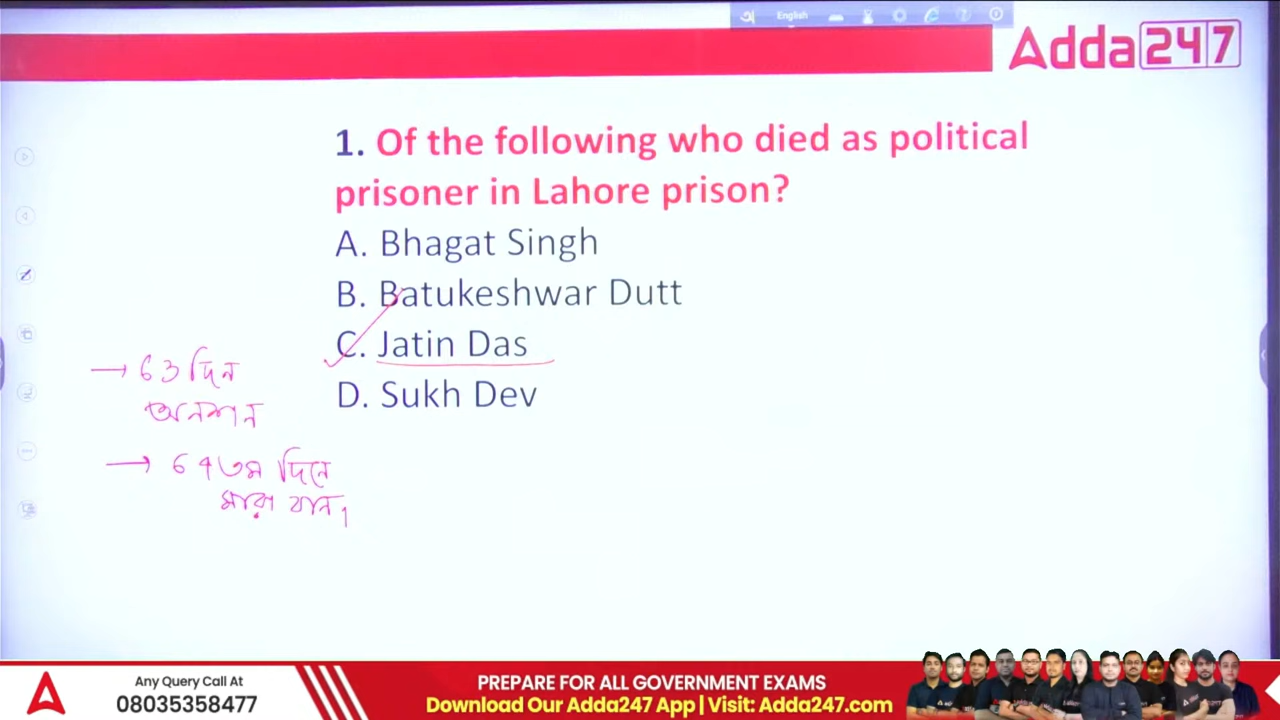 অ English
Adda247
1. Of the following who died as political
prisoner in Lahore prison?
A. Bhagat Singh
B. Batukeshwar Dutt
C. Jatin Das
D. Sukh Dev
→ 63 দিন
অনশন
→ দিনে
মারা যান।
Any Query Call At
08035358477
PREPARE FOR ALL GOVERNMENT EXAMS
Download Our Adda247 App | Visit: Adda247.com